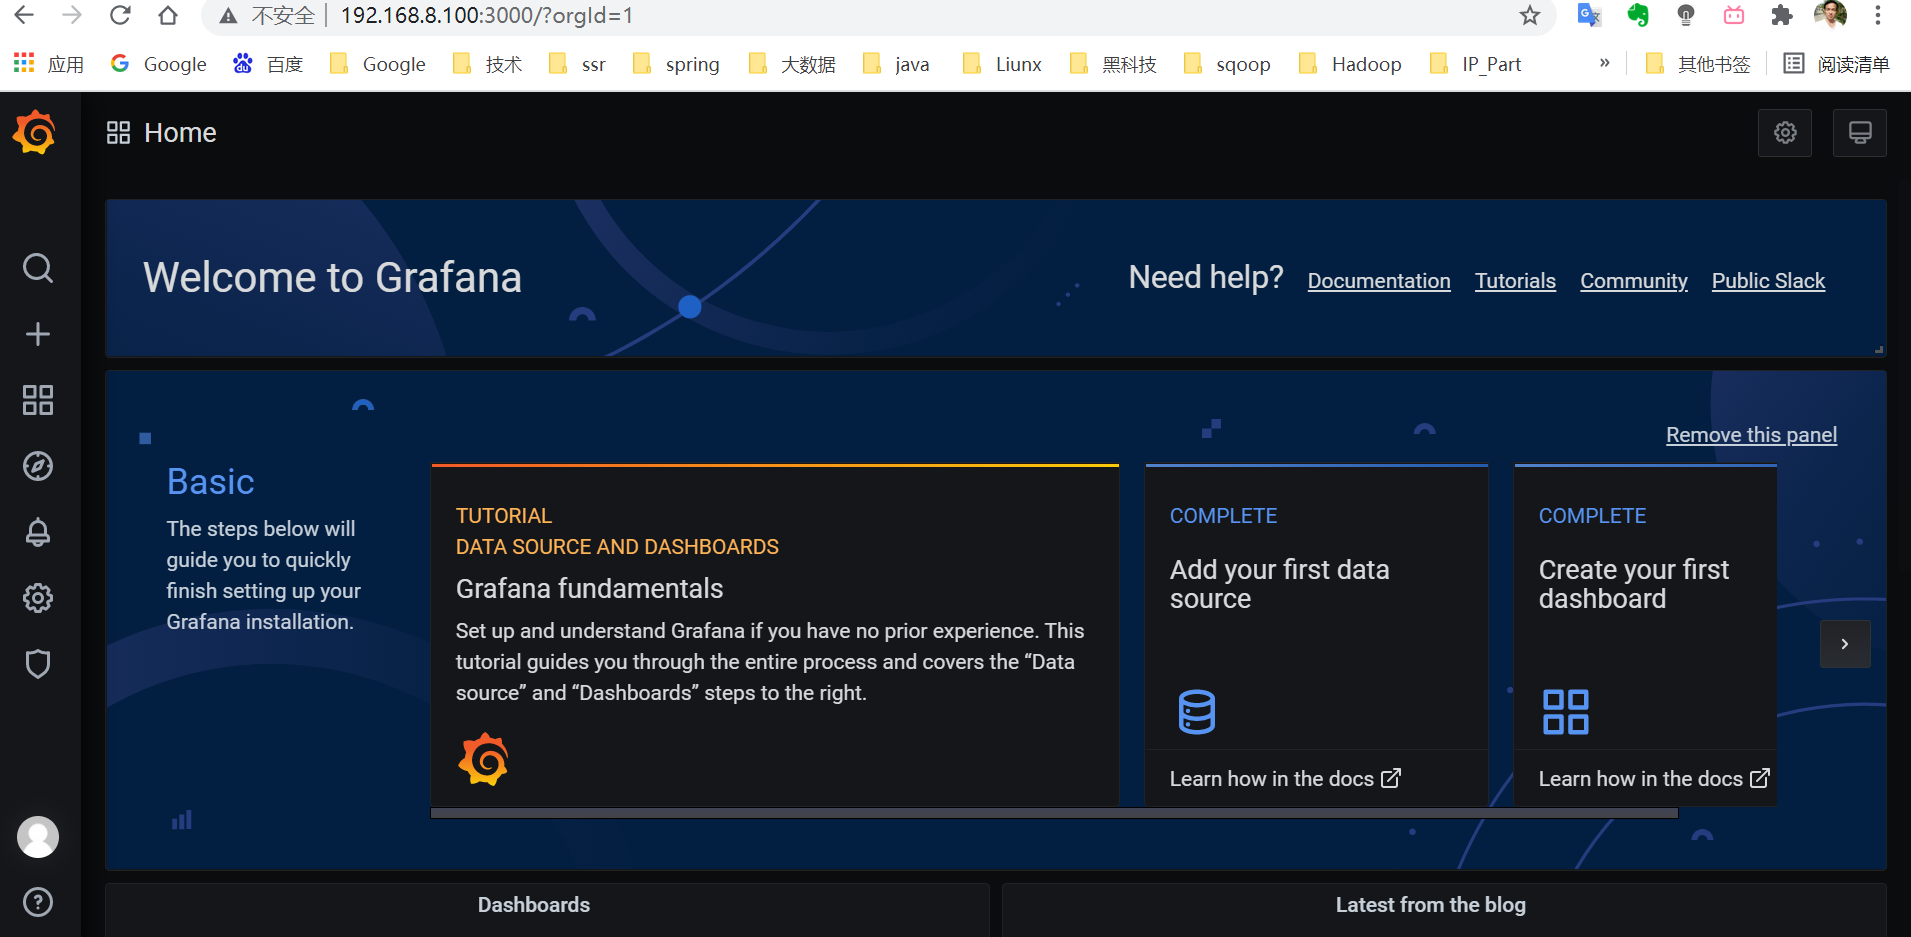 不安全 192.168.8.100:3000/?orgId=1
应用 Google 百度 Google 技术 ssr spring 大数据 java Liunx 黑科技 sqoop Hadoop IP_Part » 其他书签 阅读清单
Home
Welcome to Grafana
Need help? Documentation Tutorials Community Public Slack
Remove this panel
Basic
The steps below will
guide you to quickly
finish setting up your
Grafana installation.
TUTORIAL
DATA SOURCE AND DASHBOARDS
Grafana fundamentals
Set up and understand Grafana if you have no prior experience. This
tutorial guides you through the entire process and covers the “Data
source” and “Dashboards” steps to the right.
COMPLETE
Add your first data
source
Learn how in the docs
COMPLETE
Create your first
dashboard
Learn how in the docs
Dashboards
Latest from the blog